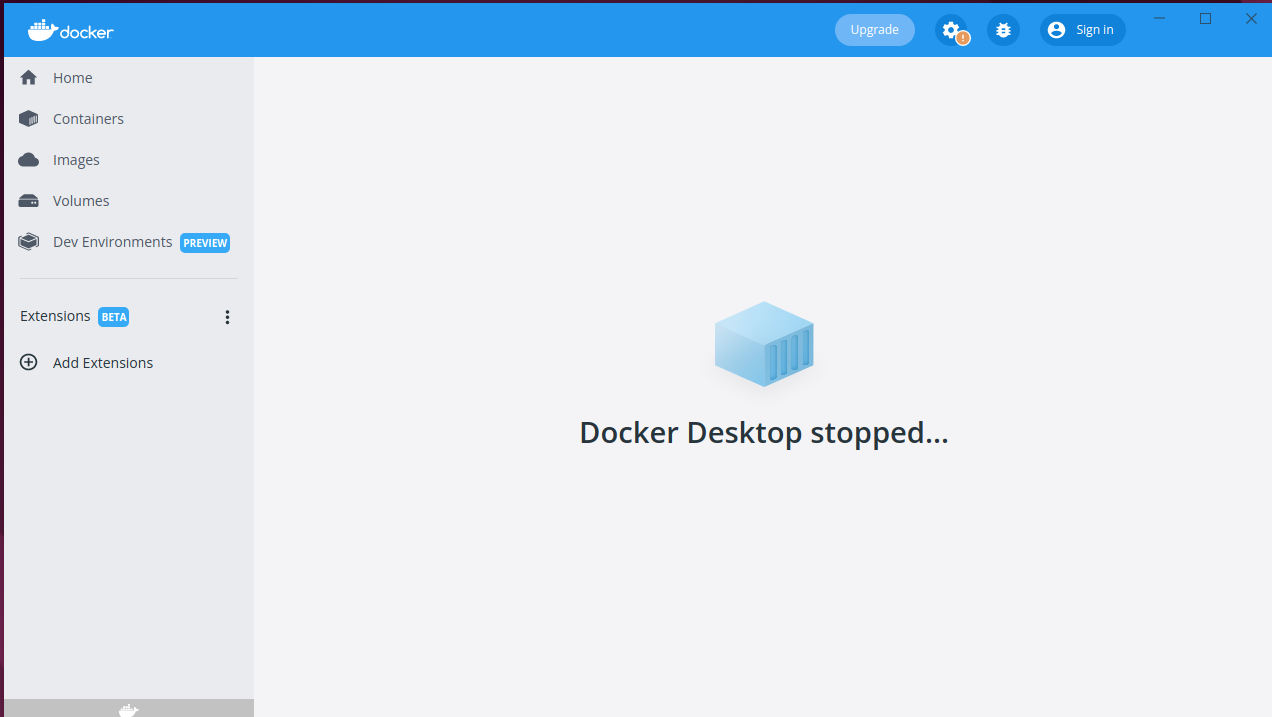 docker
Upgrade
!
Sign in
Home
Containers
Images
Volumes
Dev Environments PREVIEW
Extensions BETA
Add Extensions
Docker Desktop stopped...